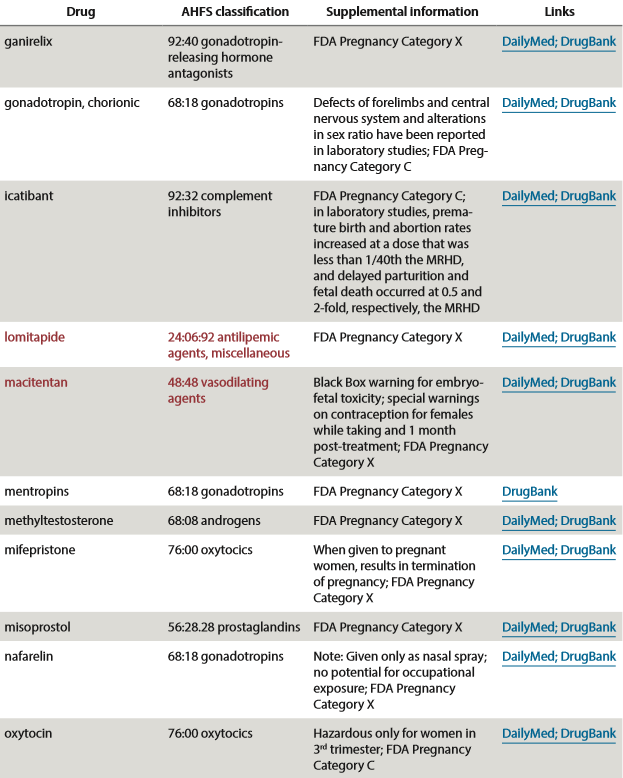 Drug AHFS classification Supplemental information Links
ganirelix 92:40 gonadotropin- FDA Pregnancy Category X DailyMed; DrugBank
releasing hormone
antagonists
gonadotropin, chorionic 68:18 gonadotropins Defects of forelimbs and central DailyMed; DrugBank
nervous system and alterations
in sex ratio have been reported
in laboratory studies; FDA Preg-
nancy Category C
icatibant 92:32 complement FDA Pregnancy Category C; DailyMed; DrugBank
inhibitors in laboratory studies, prema-
ture birth and abortion rates
increased at a dose that was
less than 1/40th the MRHD,
and delayed parturition and
fetal death occurred at 0.5 and
2-fold, respectively, the MRHD
lomitapide 24:06:92 antilipemic FDA Pregnancy Category X DailyMed; DrugBank
agents, miscellaneous
macitentan 48:48 vasodilating Black Box warning for embryo- DailyMed; DrugBank
agents fetal toxicity; special warnings
on contraception for females
while taking and 1 month
post-treatment; FDA Pregnancy
Category X
mentropins 68:18 gonadotropins FDA Pregnancy Category X DrugBank
methyltestosterone 68:08 androgens FDA Pregnancy Category X DailyMed; DrugBank
mifepristone 76:00 oxytocics When given to pregnant DailyMed; DrugBank
women, results in termination
of pregnancy; FDA Pregnancy
Category X
misoprostol 56:28.28 prostaglandins FDA Pregnancy Category X DailyMed; DrugBank
nafarelin 68:18 gonadotropins Note: Given only as nasal spray; DailyMed; DrugBank
no potential for occupational
exposure; FDA Pregnancy
Category X
oxytocin 76:00 oxytocics Hazardous only for women in DailyMed; DrugBank
3rd trimester; FDA Pregnancy
Category C